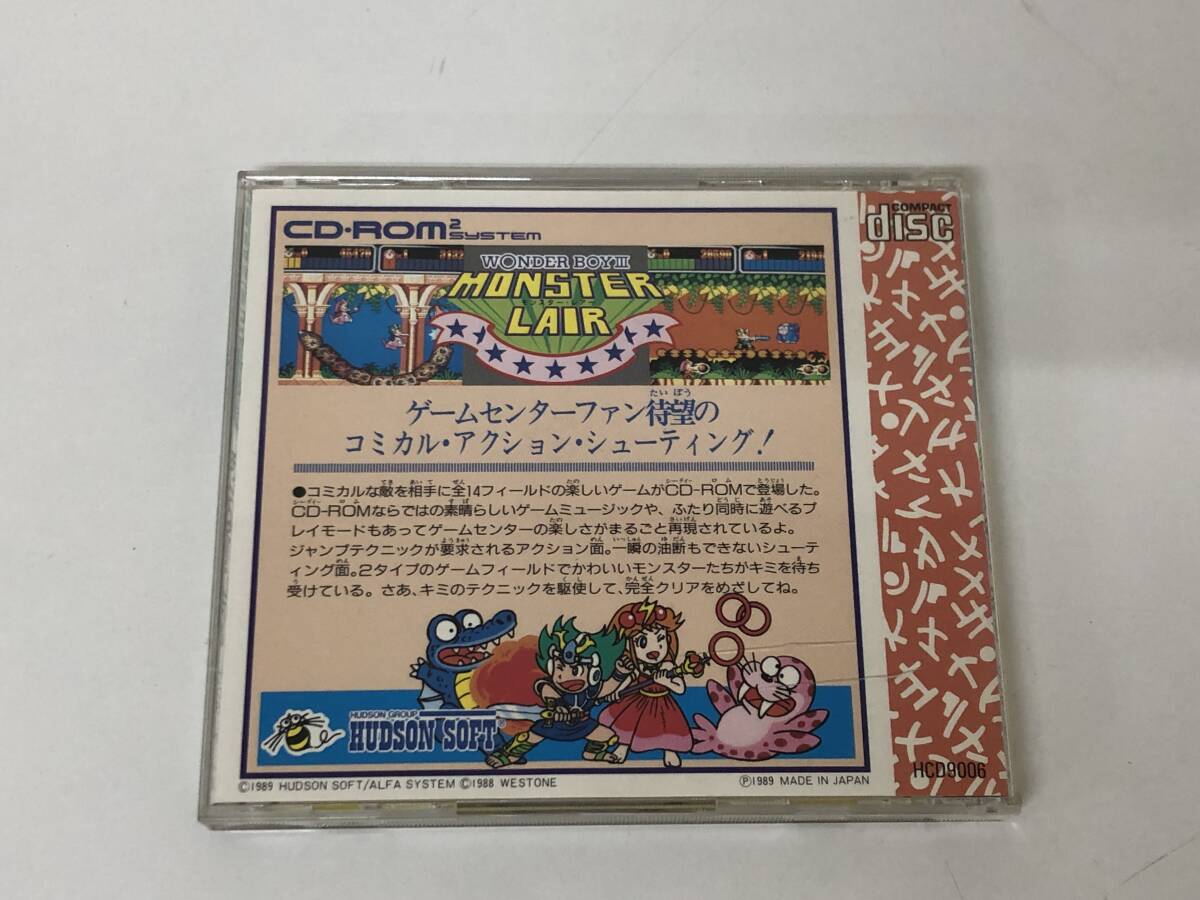 CD-ROM2 SYSTEM
COMPACT
disc
WONDER BOY III
MONSTER
モンスター・レアー
LAIR
ゲームセンターファン待望の
たいぼう
コミカル・アクション・シューティング!
●コミカルな敵を相手に全14フィールドの楽しいゲームがCD-ROMで登場した。
CD-ROMならではの素晴らしいゲームミュージックや、ふたり同時に遊べるプ
レイモードもあってゲームセンターの楽しさがまるごと再現されているよ。
ジャンプテクニックが要求されるアクション面。一瞬の油断もできないシューテ
ィング面。2タイプのゲームフィールドでかわいいモンスターたちがキミを待ち
受けている。さあ、キミのテクニックを駆使して、完全クリアをめざしてね。
HUDSON GROUP
HUDSON SOFT
HCD9006
©1989 HUDSON SOFT/ALFA SYSTEM ©1988 WESTONE
℗1989 MADE IN JAPAN